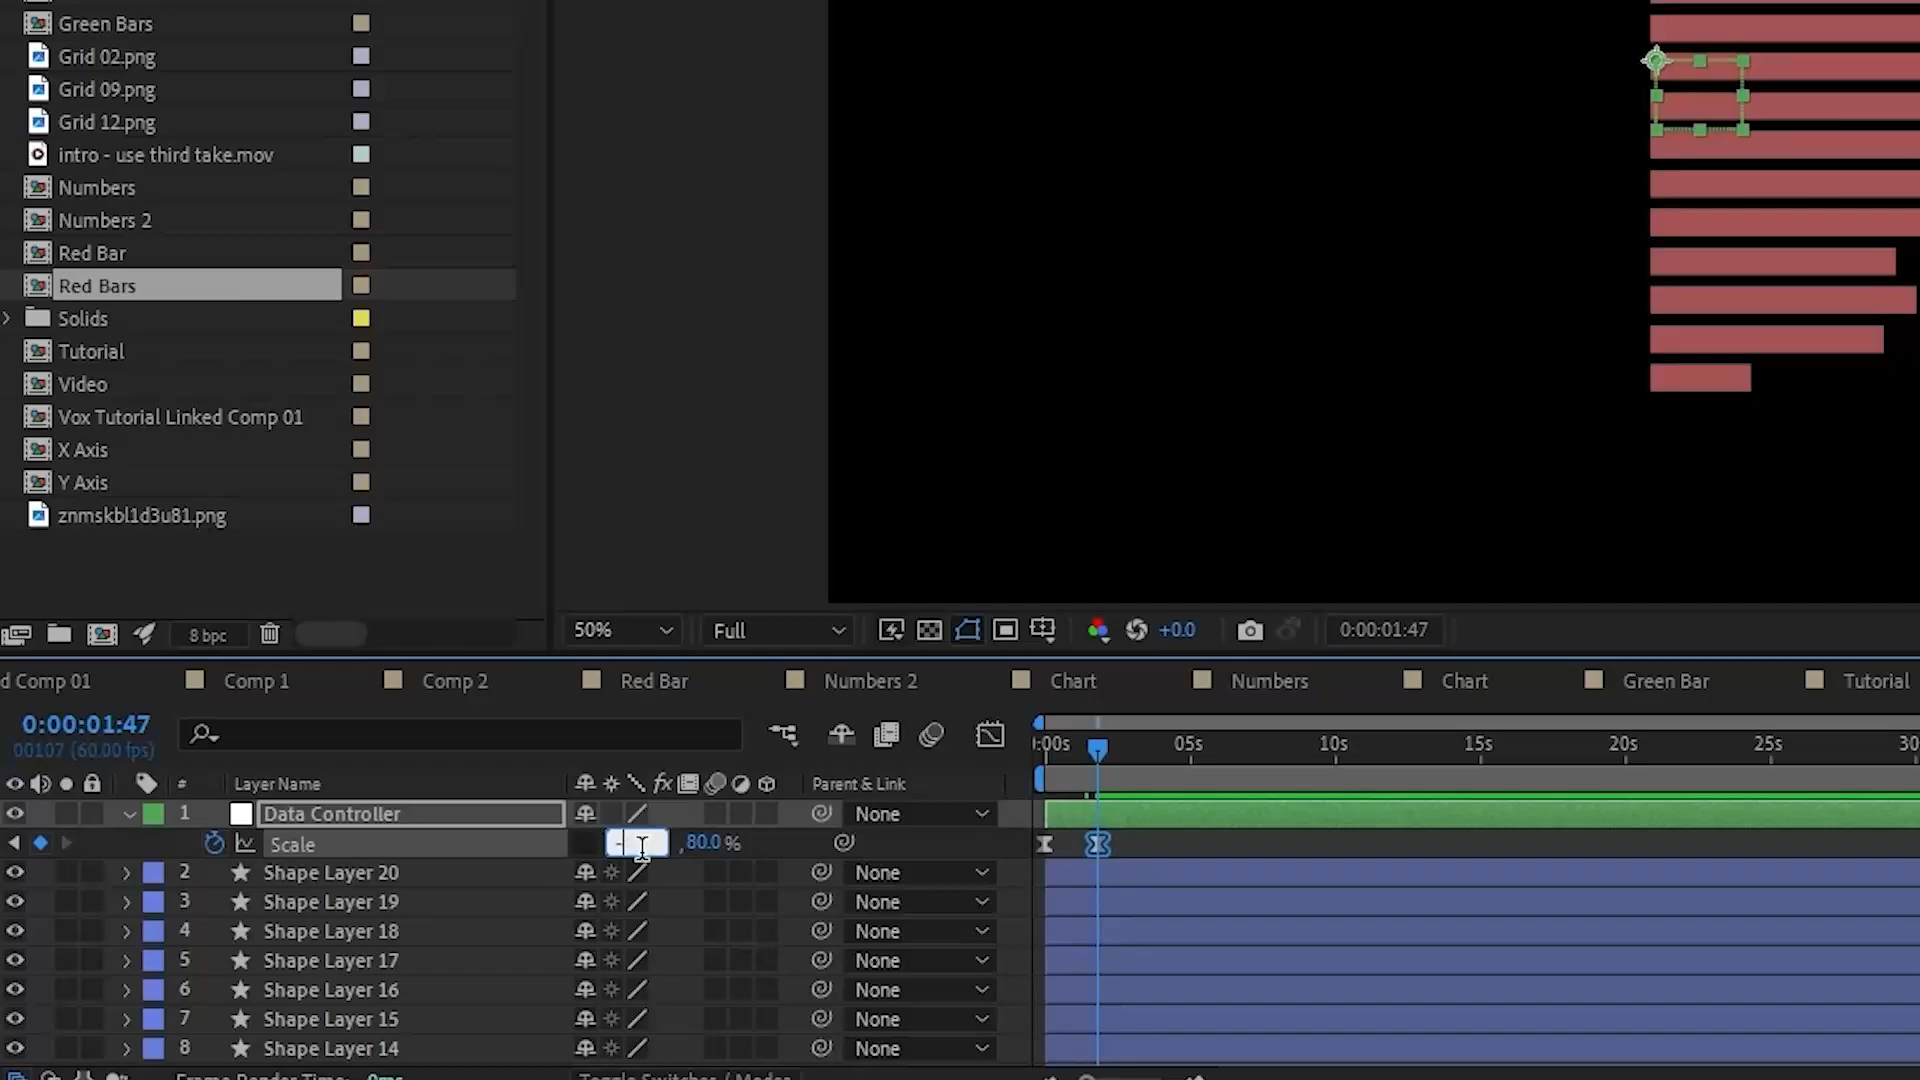 Green Bars
Grid 02.png
Grid 09.png
Grid 12.png
intro - use third take.mov
Numbers
Numbers 2
Red Bar
Red Bars
Solids
Tutorial
Video
Vox Tutorial Linked Comp 01
X Axis
Y Axis
znmskbl1d3u81.png
8 bpc
50%
Full
+0.0
0:00:01:47
d Comp 01
Comp 1
Comp 2
Red Bar
Numbers 2
Chart
Numbers
Chart
Green Bar
Tutorial
0:00:01:47
00107 (60.00 fps)
:00s
05s
10s
15s
20s
25s
30
#
Layer Name
fx
Parent & Link
1
Data Controller
None
Scale
-
,80.0 %
2
Shape Layer 20
None
3
Shape Layer 19
None
4
Shape Layer 18
None
5
Shape Layer 17
None
6
Shape Layer 16
None
7
Shape Layer 15
None
8
Shape Layer 14
None
Frame Render Time: 0ms
Toggle Switches / Modes